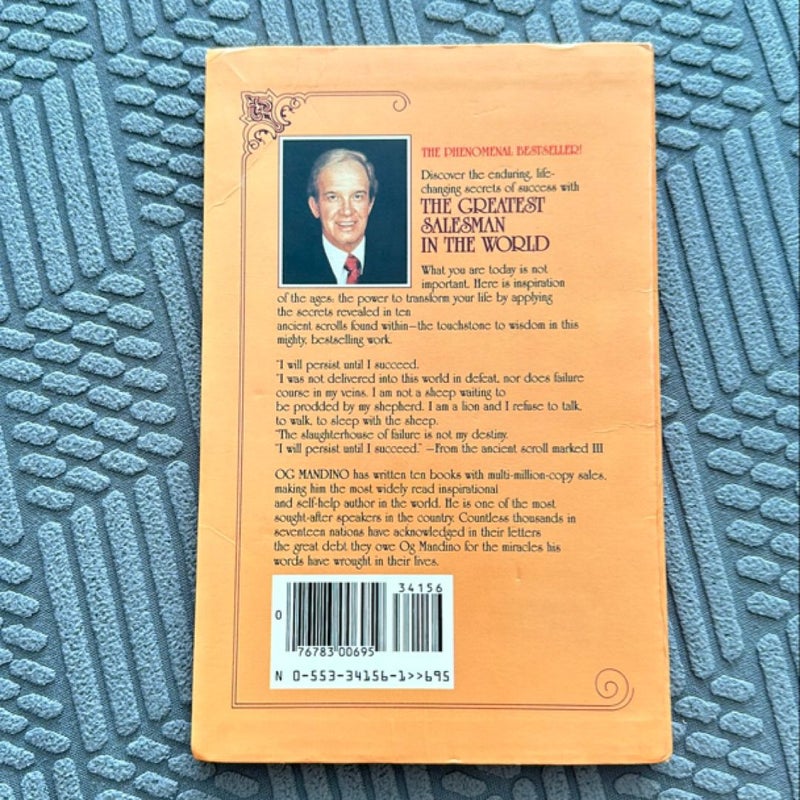 THE PHENOMENAL BESTSELLER!
Discover the enduring, life-
changing secrets of success with
THE GREATEST
SALESMAN
IN THE WORLD
What you are today is not
important. Here is inspiration
of the ages: the power to transform your life by applying
the secrets revealed in ten
ancient scrolls found within—the touchstone to wisdom in this
mighty, bestselling work.
"I will persist until I succeed.
"I was not delivered into this world in defeat, nor does failure
course in my veins. I am not a sheep waiting to
be prodded by my shepherd. I am a lion and I refuse to talk,
to walk, to sleep with the sheep.
"The slaughterhouse of failure is not my destiny.
"I will persist until I succeed." —From the ancient scroll marked III
OG MANDINO has written ten books with multi-million-copy sales,
making him the most widely read inspirational
and self-help author in the world. He is one of the most
sought-after speakers in the country. Countless thousands in
seventeen nations have acknowledged in their letters
the great debt they owe Og Mandino for the miracles his
words have wrought in their lives.
34156
0
76783 00695
N 0-553-34156-1>>695